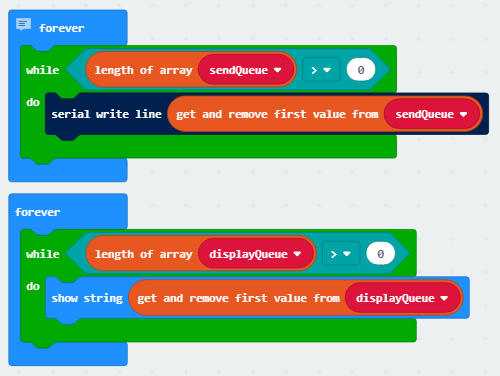 forever
while length of array sendQueue > 0
do serial write line get and remove first value from sendQueue
forever
while length of array displayQueue > 0
do show string get and remove first value from displayQueue